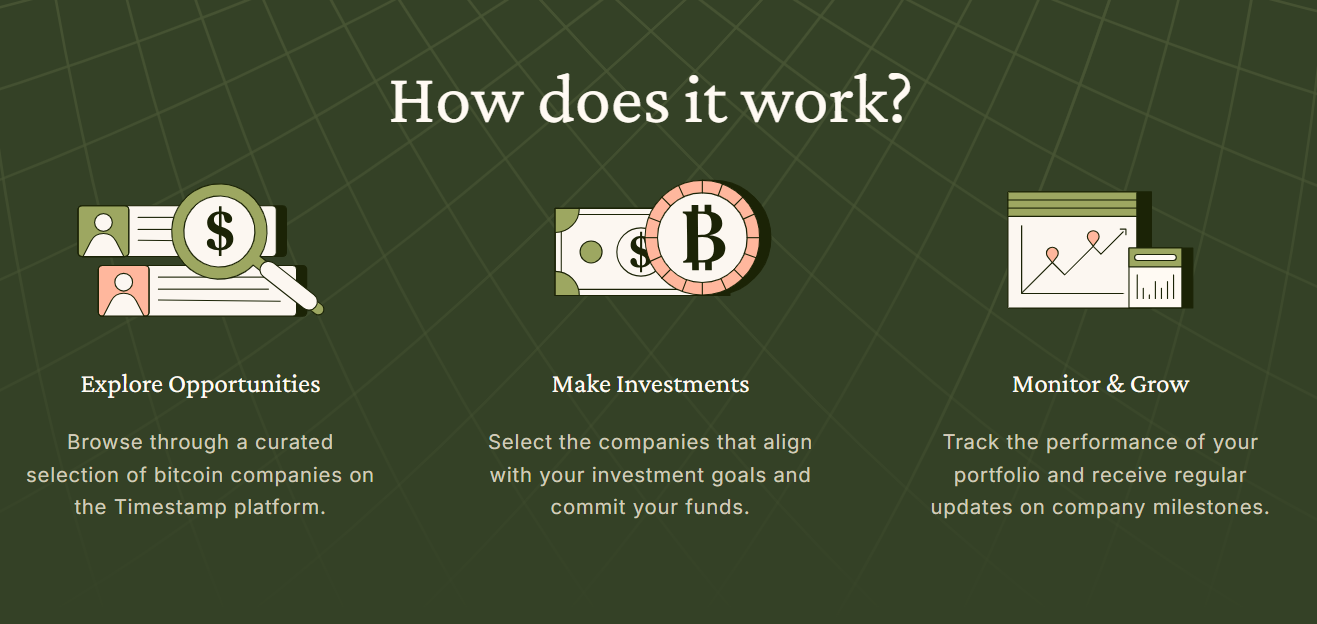 How does it work?
$
$
₿
Explore Opportunities
Browse through a curated
selection of bitcoin companies on
the Timestamp platform.
Make Investments
Select the companies that align
with your investment goals and
commit your funds.
Monitor & Grow
Track the performance of your
portfolio and receive regular
updates on company milestones.